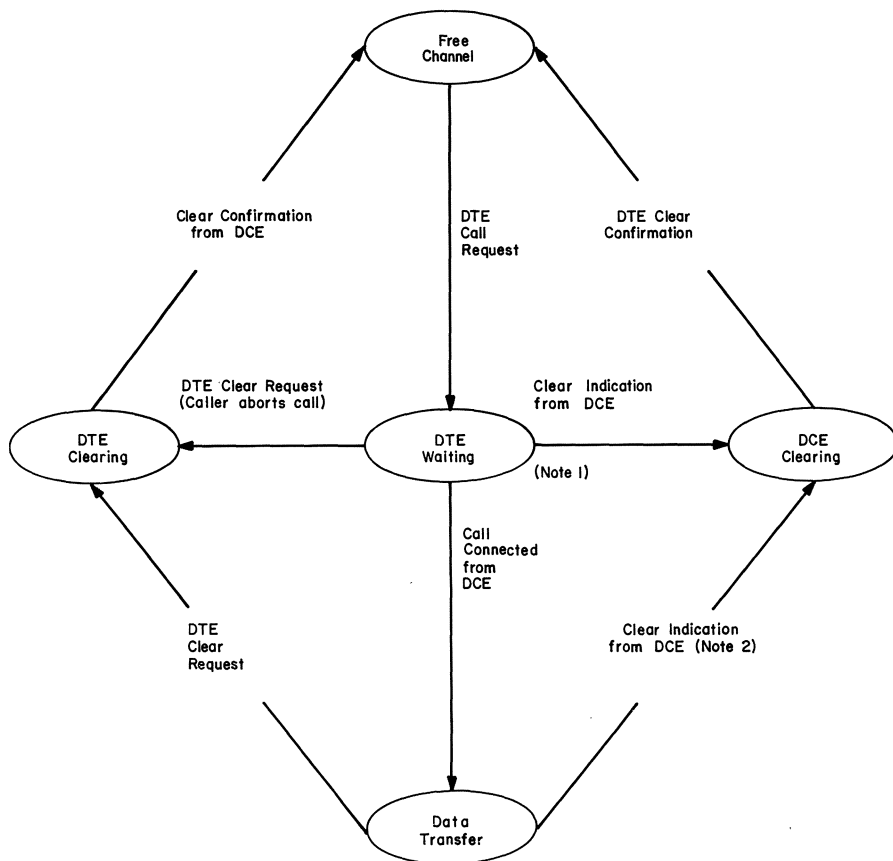 Free
Channel
Clear Confirmation
from DCE
DTE
Call
Request
DTE Clear
Confirmation
DTE Clear Request
(Caller aborts call)
Clear Indication
from DCE
DTE
Clearing
DTE
Waiting
(Note 1)
DCE
Clearing
Call
Connected
from
DCE
DTE
Clear
Request
Clear Indication
from DCE (Note 2)
Data
Transfer